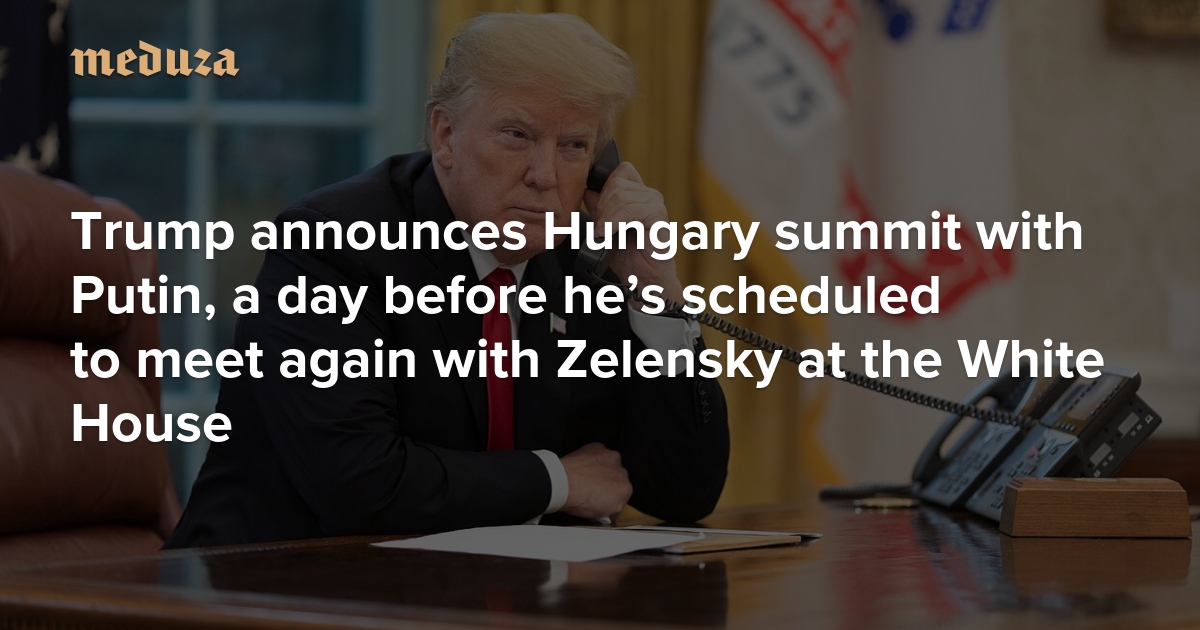 meduza
1775
Trump announces Hungary summit with
Putin, a day before he’s scheduled
to meet again with Zelensky at the White
House